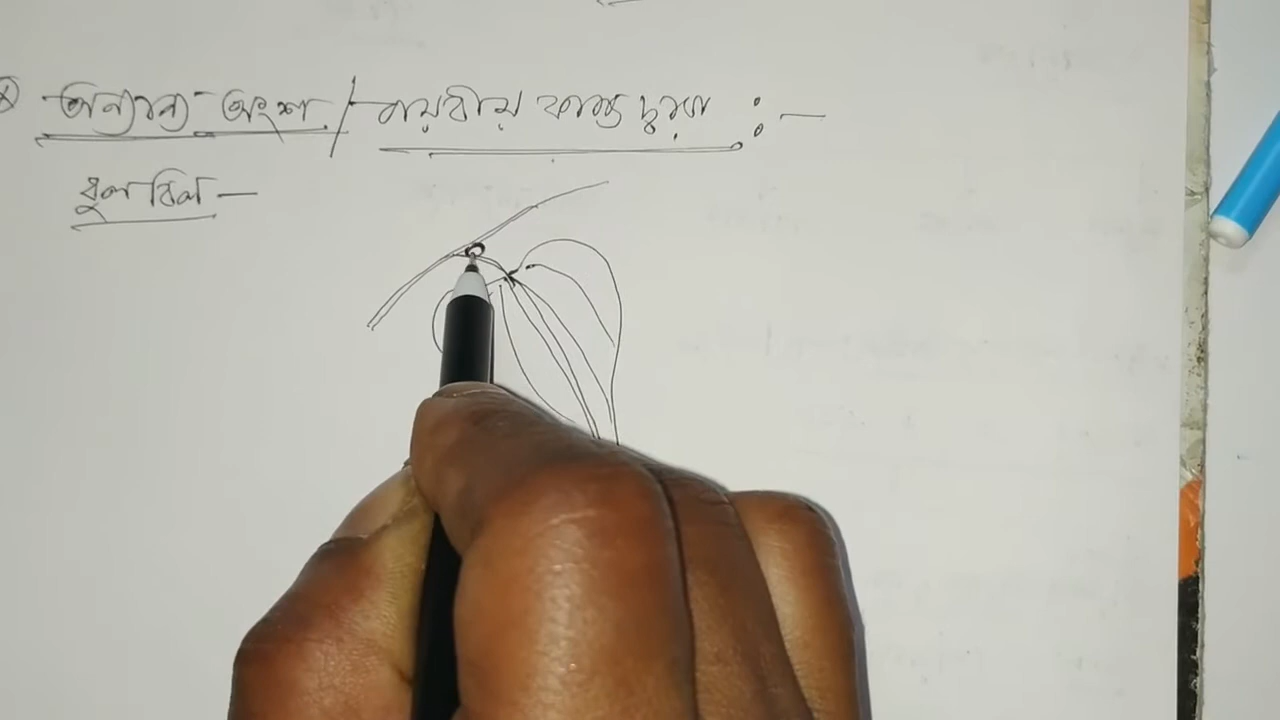 অন্যান্য অংশ / বায়বীয় কান্ড দ্বারা :-
বুলবিল -